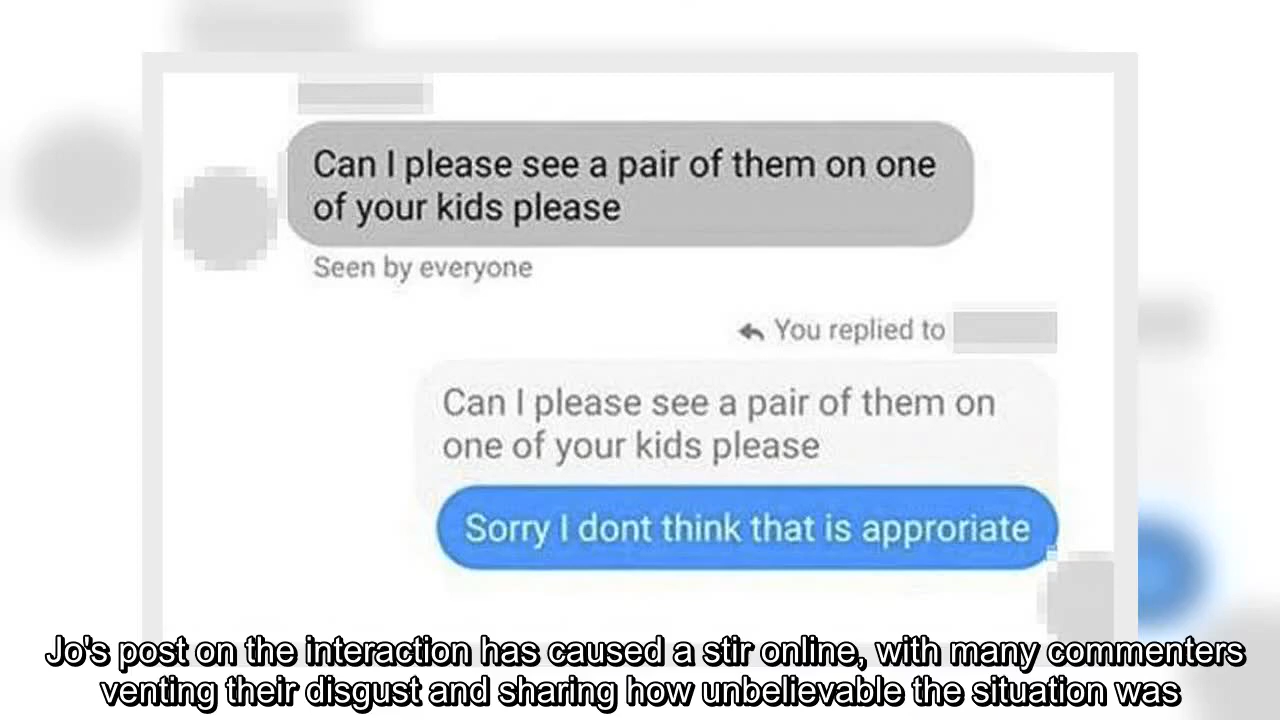 Can I please see a pair of them on one
of your kids please
Seen by everyone
You replied to
Can I please see a pair of them on
one of your kids please
Sorry I dont think that is approriate
Jo's post on the interaction has caused a stir online, with many commenters
venting their disgust and sharing how unbelievable the situation was